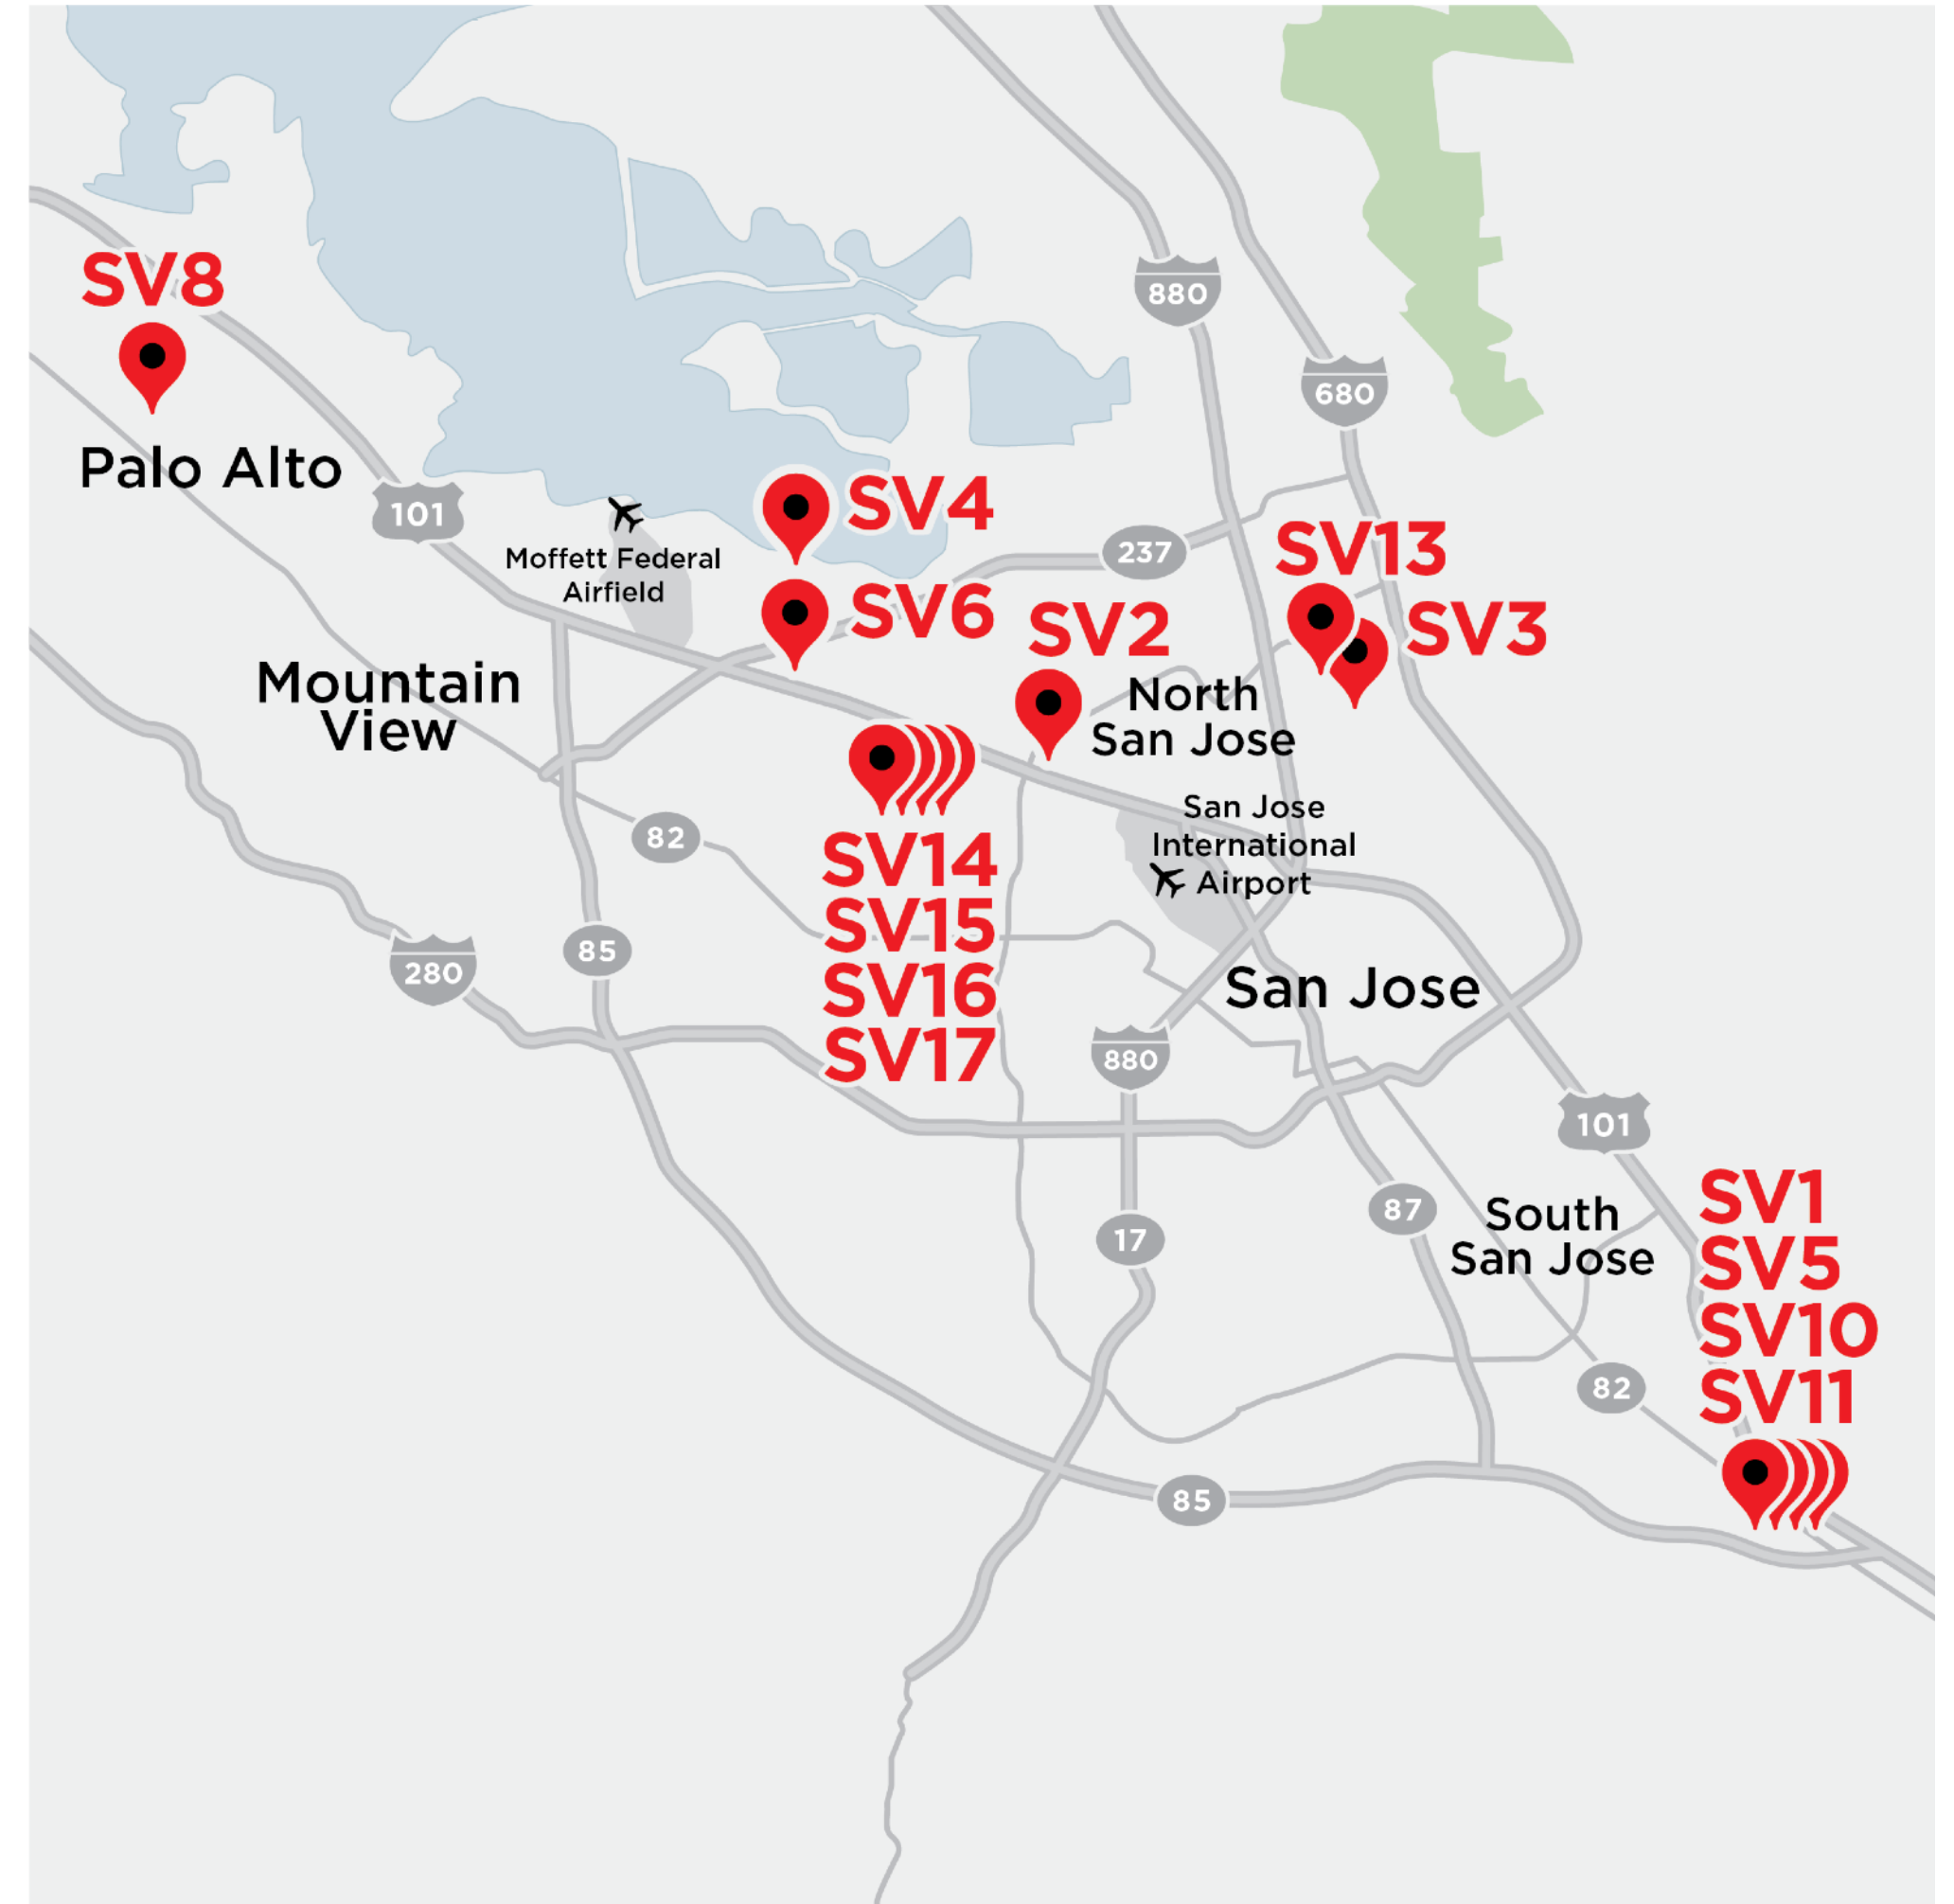 SV8
880
680
Palo Alto
101
SV4
Moffett Federal
Airfield
237
SV13
SV6
SV2
SV3
Mountain
View
North
San Jose
82
San Jose
International
Airport
SV14
SV15
SV16
SV17
85
280
San Jose
880
101
87
17
South
San Jose
SV1
SV5
SV10
SV11
82
85